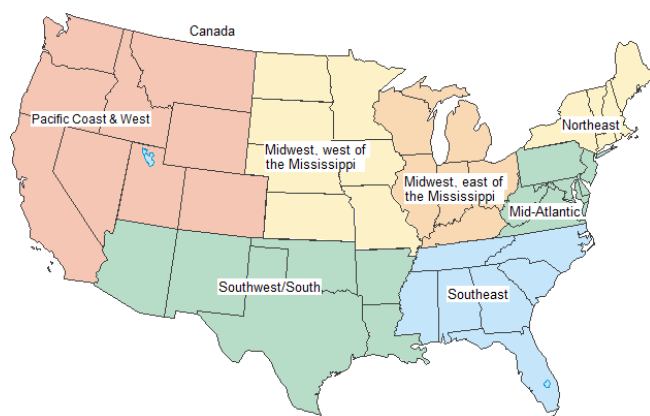 Canada
Pacific Coast & West
Northeast
Midwest, west of
the Mississippi
Midwest, east of
the Mississippi
Mid-Atlantic
Southwest/South
Southeast